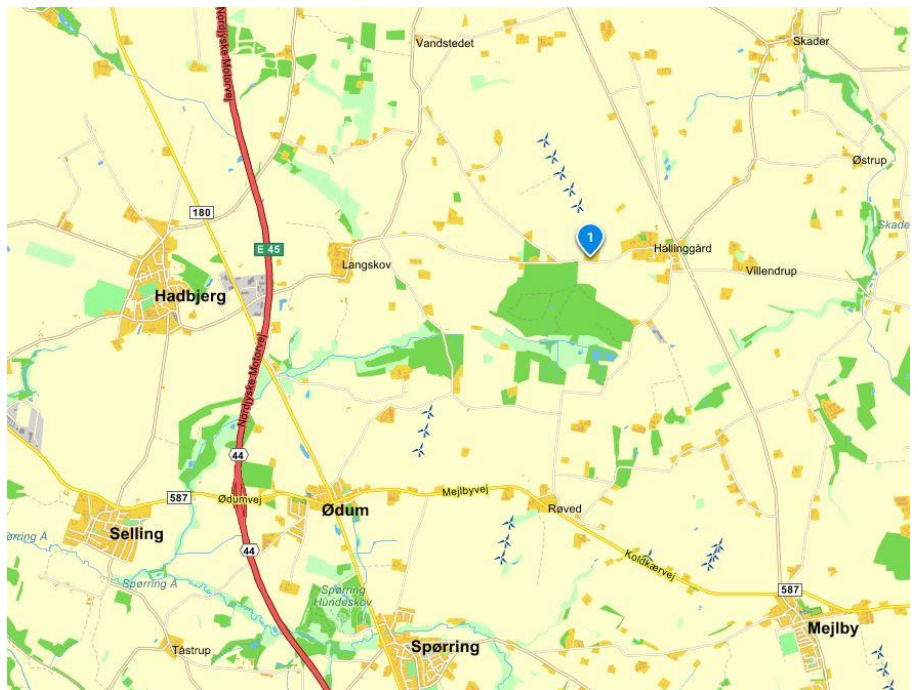 Nordjyske Motorvej
Vandstedet
Skader
Østrup
180
E 45
1
Hallinggård
Skade
Langskov
Villendrup
Hadbjerg
Nordjyske Motorvej
44
587
Ødumvej
Mejlbyvej
Ødum
Røved
Selling
44
Koldkærvej
Spørring Å
Spørring
Hundeskov
587
Mejlby
Tåstrup
Spørring